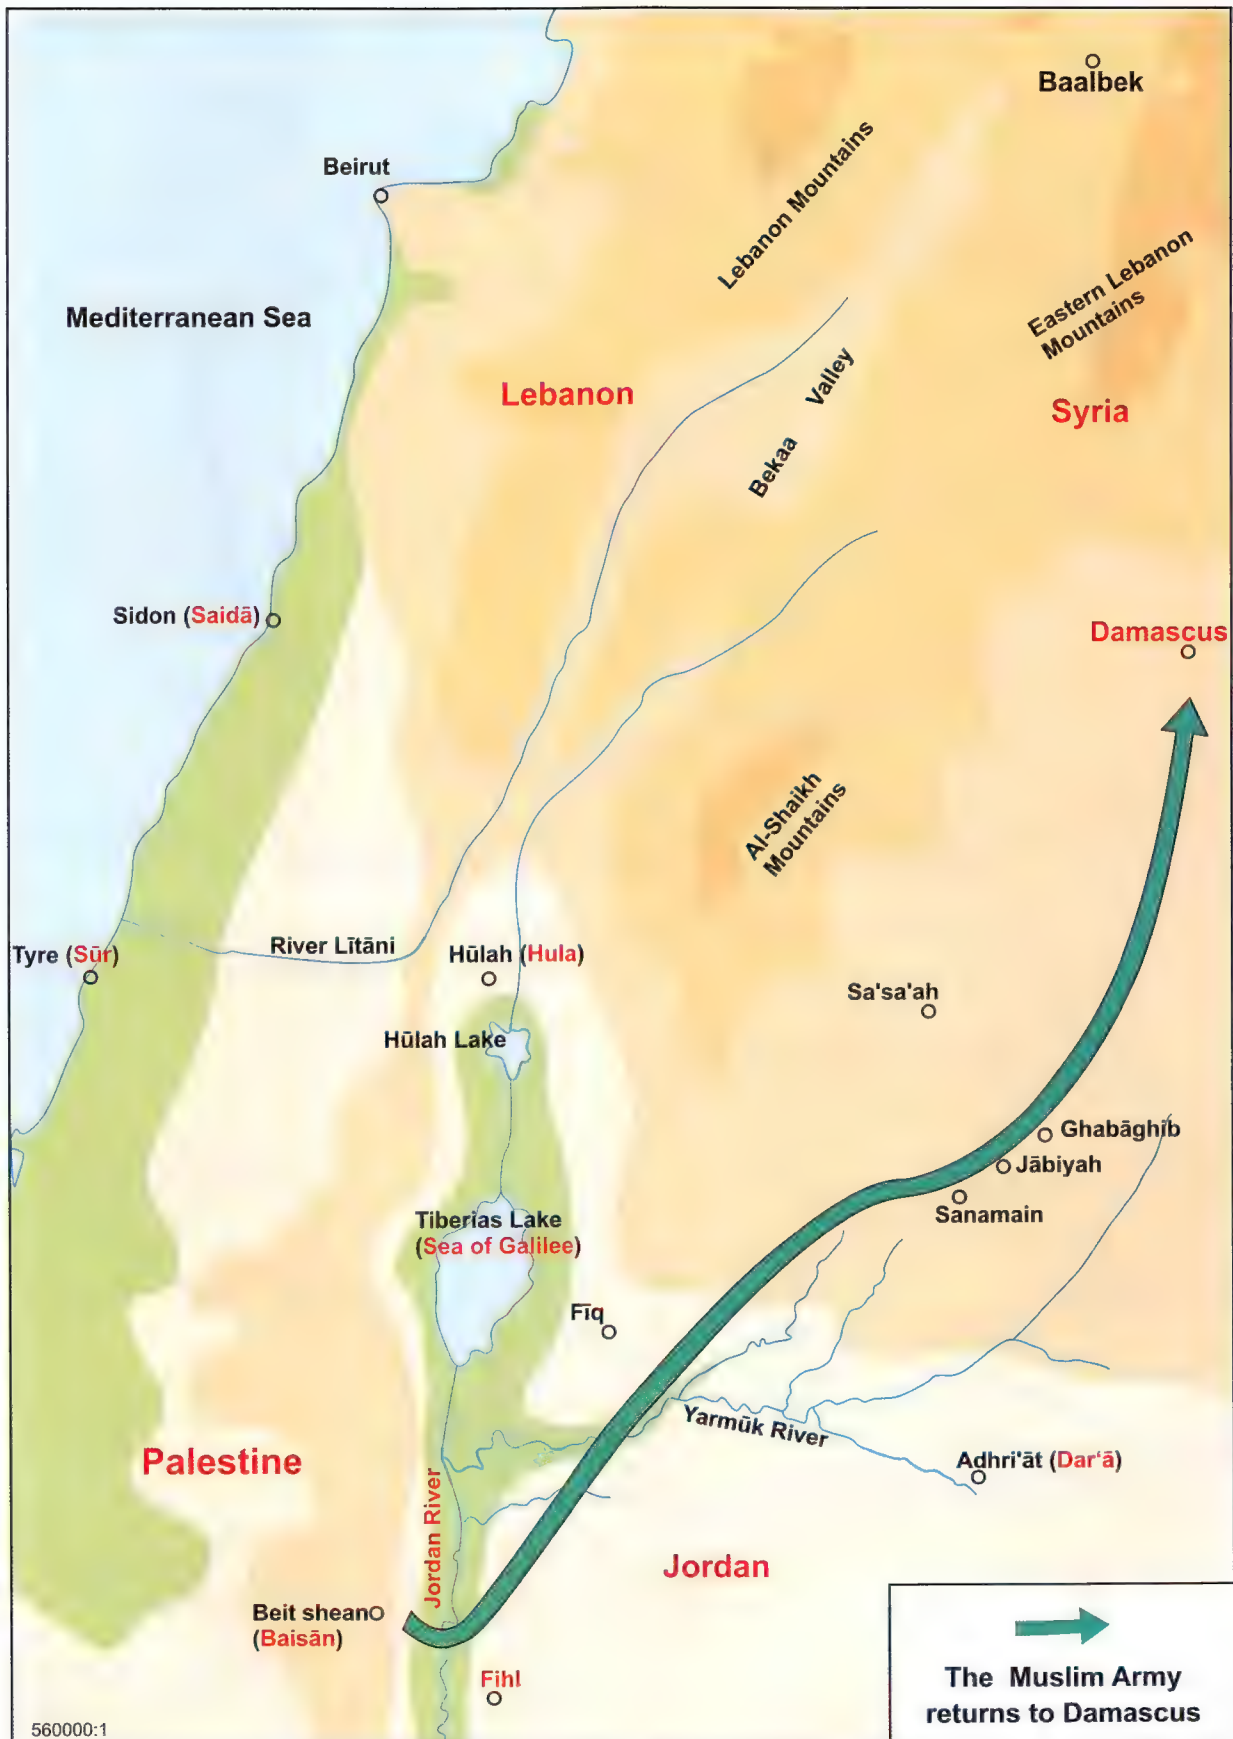 Baalbek
Beirut
Lebanon Mountains
Eastern Lebanon
Mountains
Mediterranean Sea
Lebanon
Bekaa Valley
Syria
Sidon (Saidā)
Damascus
Al-Shaikh
Mountains
River Lītāni
Tyre (Sūr)
Hūlah (Hula)
Sa'sa'ah
Hūlah Lake
Ghabāghib
Jābiyah
Sanamain
Tiberias Lake
(Sea of Galilee)
Fīq
Yarmūk River
Palestine
Adhri'āt (Dar‘ā)
Jordan River
Jordan
Beit shean
(Baisān)
Fihl
The Muslim Army
returns to Damascus
560000:1